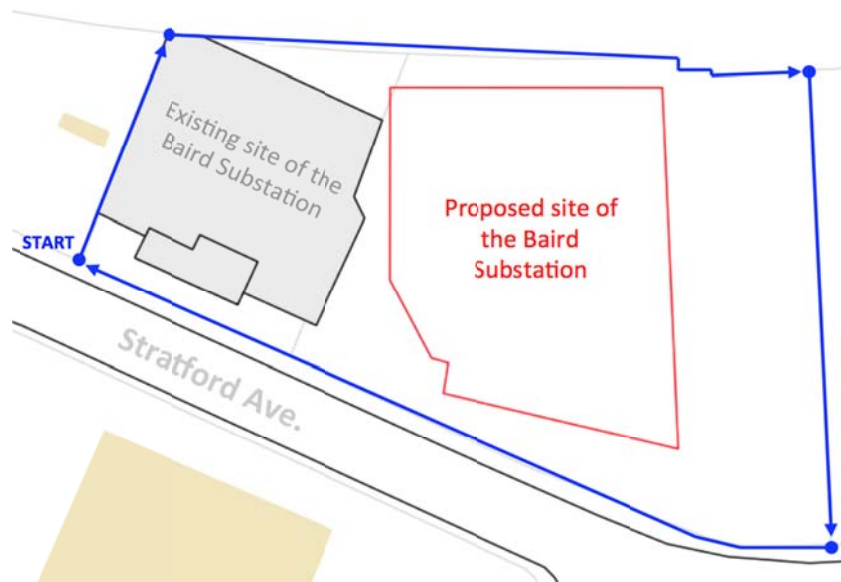 Existing site of the
Baird Substation
Proposed site of
the Baird
Substation
START
Stratford Ave.